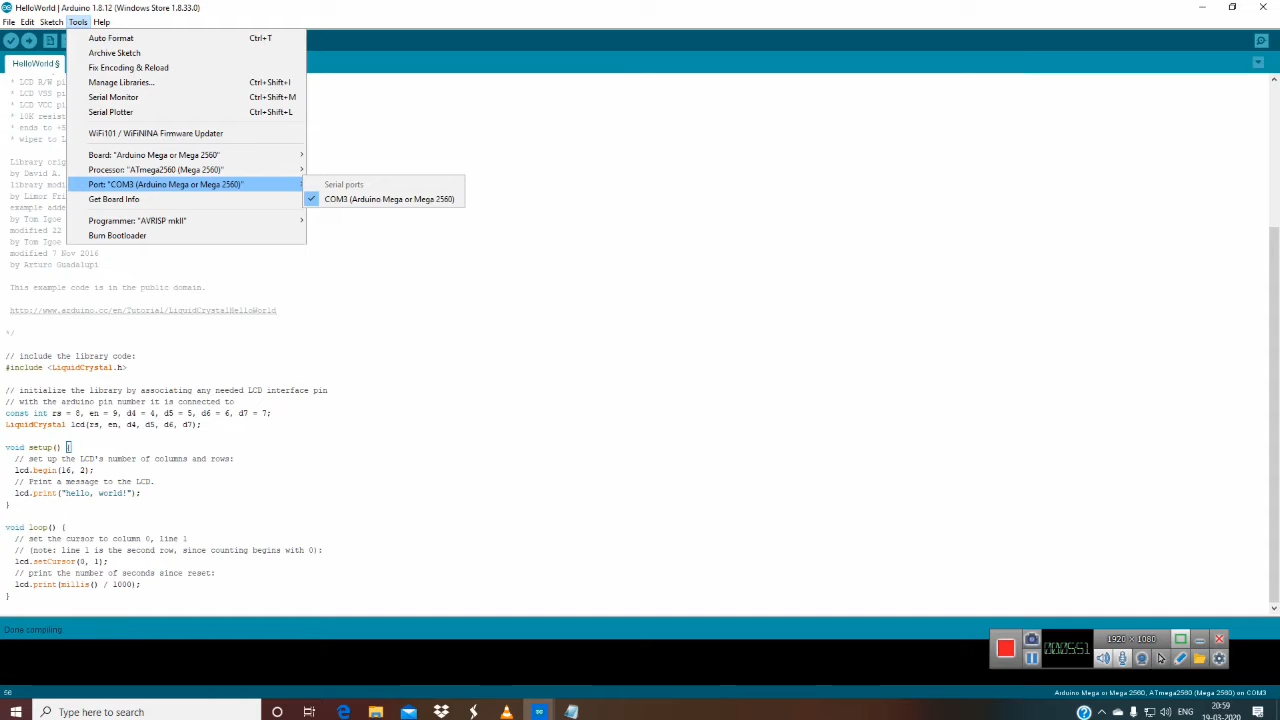 HelloWorld | Arduino 1.8.12 (Windows Store 1.8.33.0)
File Edit Sketch Tools Help
Auto Format Ctrl+T
Archive Sketch
Fix Encoding & Reload
Manage Libraries... Ctrl+Shift+I
Serial Monitor Ctrl+Shift+M
Serial Plotter Ctrl+Shift+L
WiFi101 / WiFiNINA Firmware Updater
Board: "Arduino Mega or Mega 2560"
Processor: "ATmega2560 (Mega 2560)"
Port: "COM3 (Arduino Mega or Mega 2560)"
Get Board Info
Programmer: "AVRISP mkII"
Burn Bootloader
Serial ports
COM3 (Arduino Mega or Mega 2560)
HelloWorld §
* LCD R/W pi
* LCD VSS p
* LCD VCC p
* 10K resist
* ends to +5
* wiper to L
Library orig
by David A.
library modi
by Limor Fri
example adde
by Tom Igoe
modified 22
by Tom Igoe
modified 7 Nov 2016
by Arturo Guadalupi
This example code is in the public domain.
http://www.arduino.cc/en/Tutorial/LiquidCrystalHelloWorld
*/
// include the library code:
#include <LiquidCrystal.h>
// initialize the library by associating any needed LCD interface pin
// with the arduino pin number it is connected to
const int rs = 8, en = 9, d4 = 4, d5 = 5, d6 = 6, d7 = 7;
LiquidCrystal lcd(rs, en, d4, d5, d6, d7);
void setup() {
// set up the LCD's number of columns and rows:
lcd.begin(16, 2);
// Print a message to the LCD.
lcd.print("hello, world!");
}
void loop() {
// set the cursor to column 0, line 1
// (note: line 1 is the second row, since counting begins with 0):
lcd.setCursor(0, 1);
// print the number of seconds since reset:
lcd.print(millis() / 1000);
}
Done compiling.
1920 × 1080
00:05:51
56
Arduino Mega or Mega 2560, ATmega2560 (Mega 2560) on COM3
Type here to search
ENG
20:59
19-03-2020